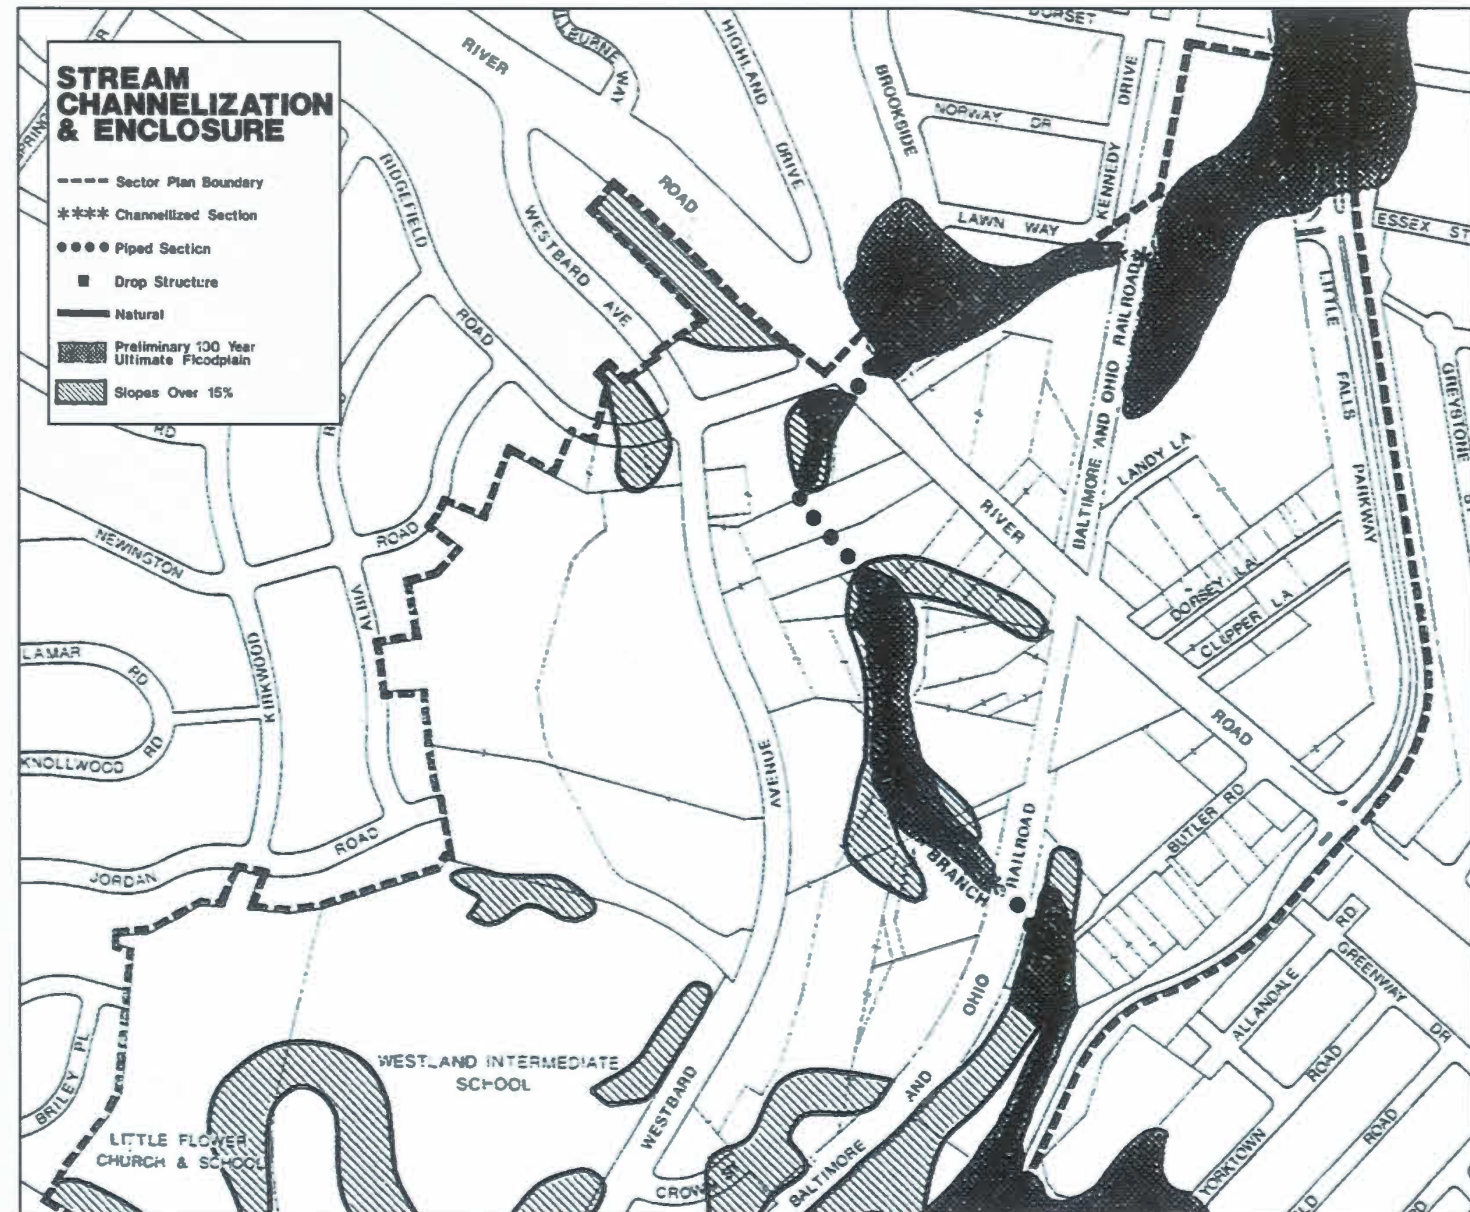 STREAM
CHANNELIZATION
& ENCLOSURE
Sector Plan Boundary
Channelized Section
Piped Section
Drop Structure
Natural
Preliminary 100 Year
Ultimate Floodplain
Slopes Over 15%
RIVER
HIGHLAND
DRIVE
BROOKSIDE
DORSET
NORWAY DR
KENNEDY
DRIVE
LAWN WAY
ESSEX ST
RIDGEFIELD
ROAD
WESTBARD AVE
ROAD
LITTLE
FALLS
PARKWAY
GREYSTONE
BALTIMORE AND OHIO RAILROAD
LANDY LA
RD
NEWINGTON
ROAD
RIVER
DORSEY LA
CLIPPER LA
ALBIA
KIRKWOOD
LAMAR
RD
KNOLLWOOD
RD
ROAD
AVENUE
BUTLER RD
JORDAN
ROAD
BRANCH
RAILROAD
OHIO
RD
GREENWAY
DR
ALLANDALE
ROAD
WESTLAND INTERMEDIATE
SCHOOL
BRILEY PL
LITTLE FLOWER
CHURCH & SCHOOL
WESTBARD
AND
BALTIMORE
YORKTOWN
ROAD
RD